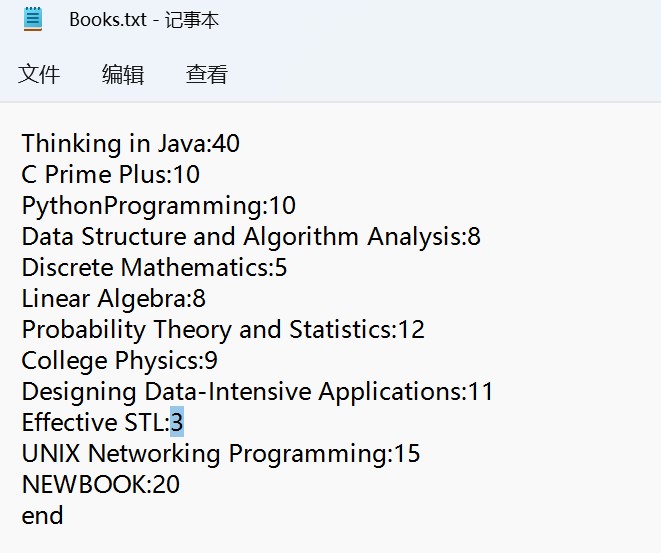 Books.txt - 记事本
文件 编辑 查看
Thinking in Java:40
C Prime Plus:10
PythonProgramming:10
Data Structure and Algorithm Analysis:8
Discrete Mathematics:5
Linear Algebra:8
Probability Theory and Statistics:12
College Physics:9
Designing Data-Intensive Applications:11
Effective STL:3
UNIX Networking Programming:15
NEWBOOK:20
end